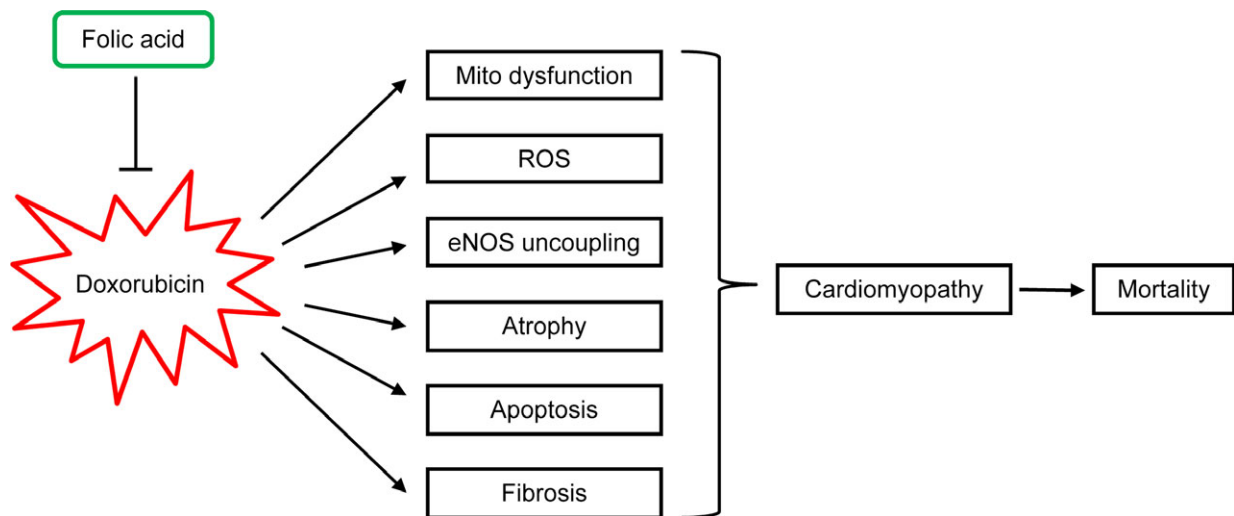 Folic acid
Doxorubicin
Mito dysfunction
ROS
eNOS uncoupling
Atrophy
Apoptosis
Fibrosis
Cardiomyopathy
Mortality